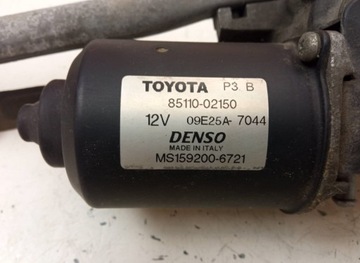 TOYOTA P3 B
85110-02150
12V 09E25A- 7044
DENSO
MADE IN ITALY
MS159200-6721